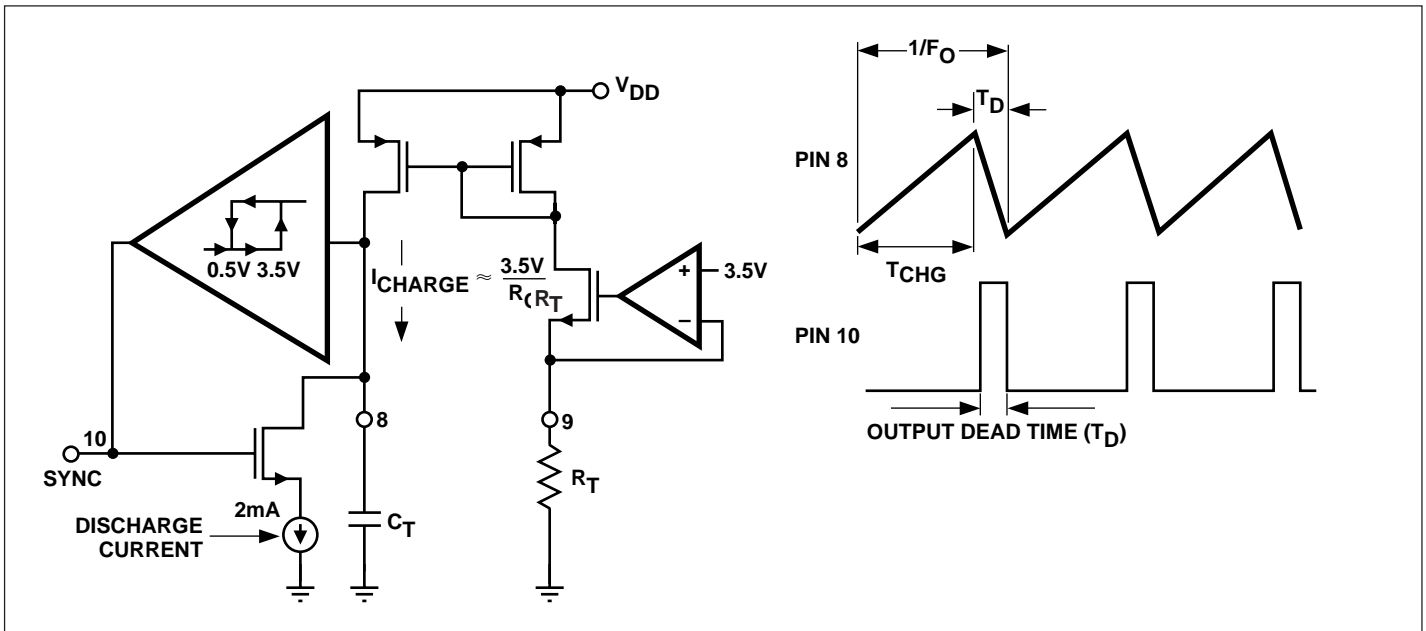 VDD
0.5V 3.5V
ICHARGE ≈ 3.5V
RT
+ 3.5V
−
10
SYNC
8
9
RT
CT
2mA
DISCHARGE
CURRENT
1/FO
TD
PIN 8
TCHG
PIN 10
OUTPUT DEAD TIME (TD)